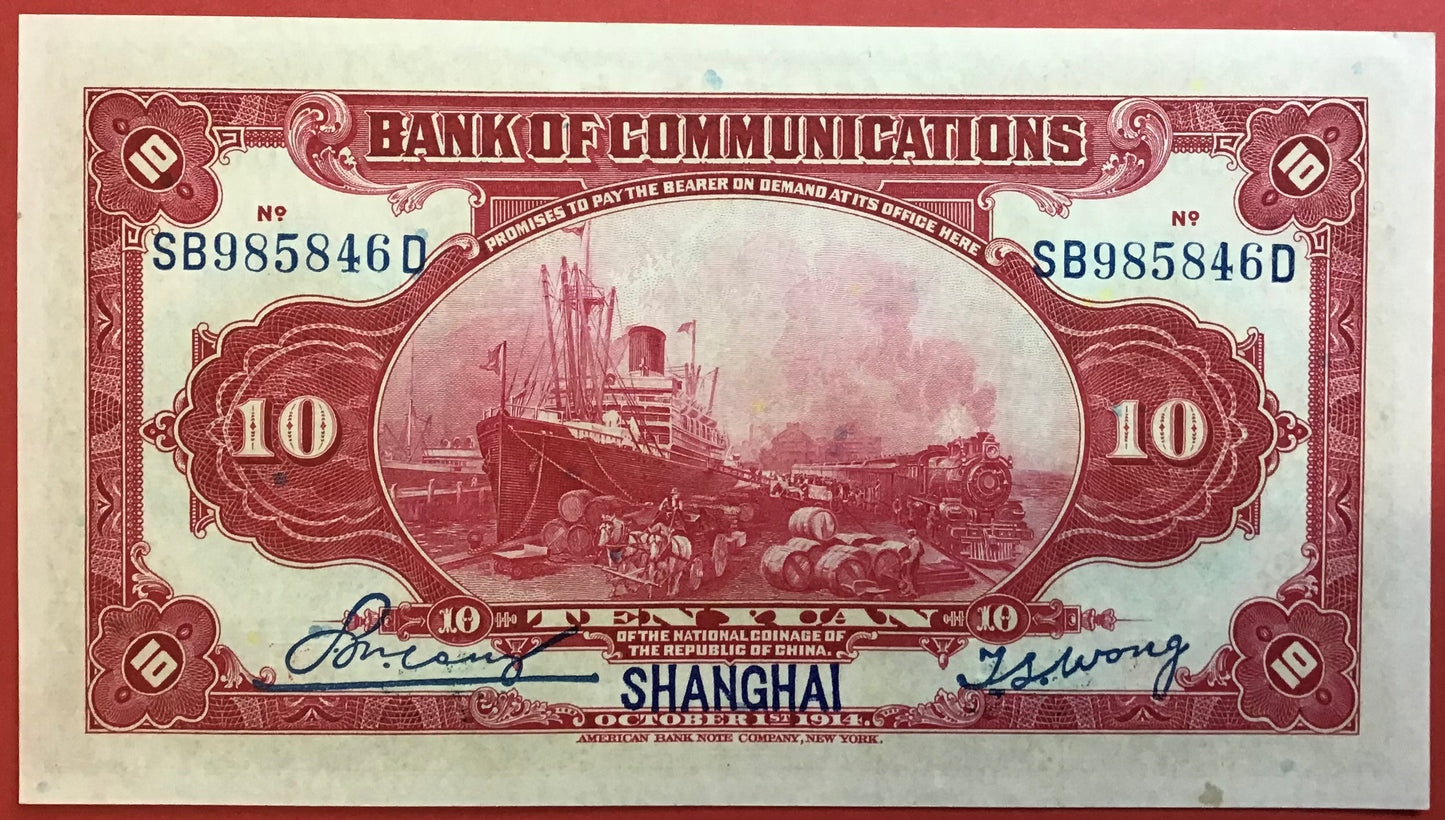 10 BANK OF COMMUNICATIONS 10
PROMISES TO PAY THE BEARER ON DEMAND AT ITS OFFICE HERE
Nº Nº
SB985846D SB985846D
10 10
10 TEN YUAN 10
OF THE NATIONAL COINAGE OF
THE REPUBLIC OF CHINA.
T.S. Wong
10 SHANGHAI 10
OCTOBER 1ST 1914.
AMERICAN BANK NOTE COMPANY, NEW YORK.